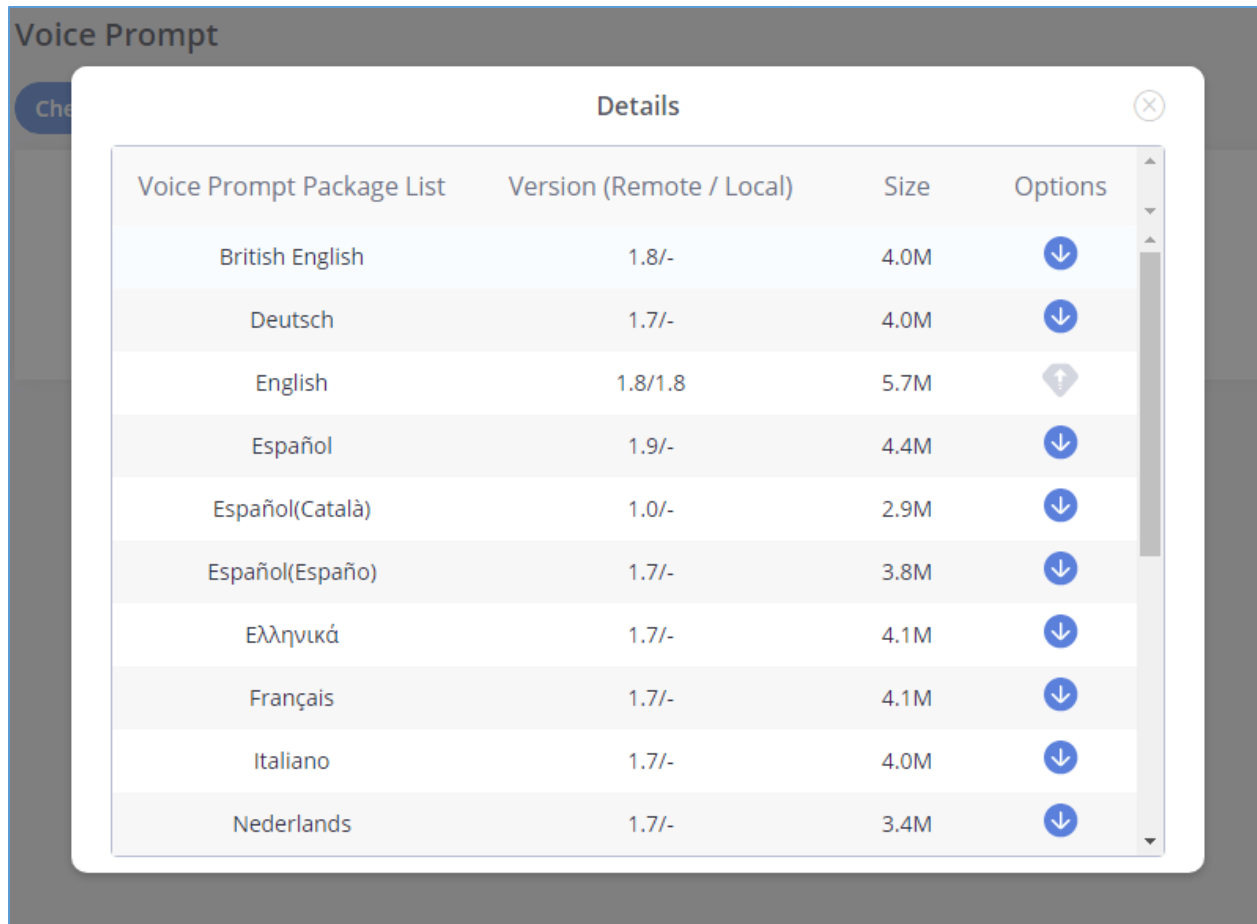 Voice Prompt
Che
Details
Voice Prompt Package List Version (Remote / Local) Size Options
British English 1.8/- 4.0M
Deutsch 1.7/- 4.0M
English 1.8/1.8 5.7M
Español 1.9/- 4.4M
Español(Català) 1.0/- 2.9M
Español(Españo) 1.7/- 3.8M
Ελληνικά 1.7/- 4.1M
Français 1.7/- 4.1M
Italiano 1.7/- 4.0M
Nederlands 1.7/- 3.4M